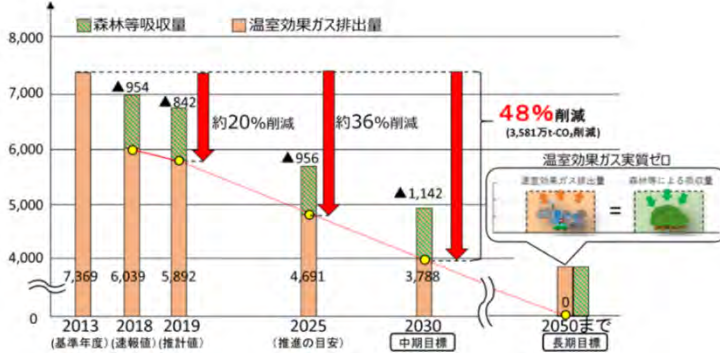 森林等吸収量 温室効果ガス排出量
8,000
7,000
6,000
5,000
4,000
0
▲954
▲842
約20%削減
約36%削減
48%削減
(3,581万t-CO₂削減)
▲956
▲1,142
温室効果ガス実質ゼロ
温室効果ガス排出量 森林等による吸収量
=
7,369 6,039 5,892 4,691 3,788 0
2013 2018 2019 2025 2030 2050まで
(基準年度) (速報値) (推計値) (推進の目安) 中期目標 長期目標